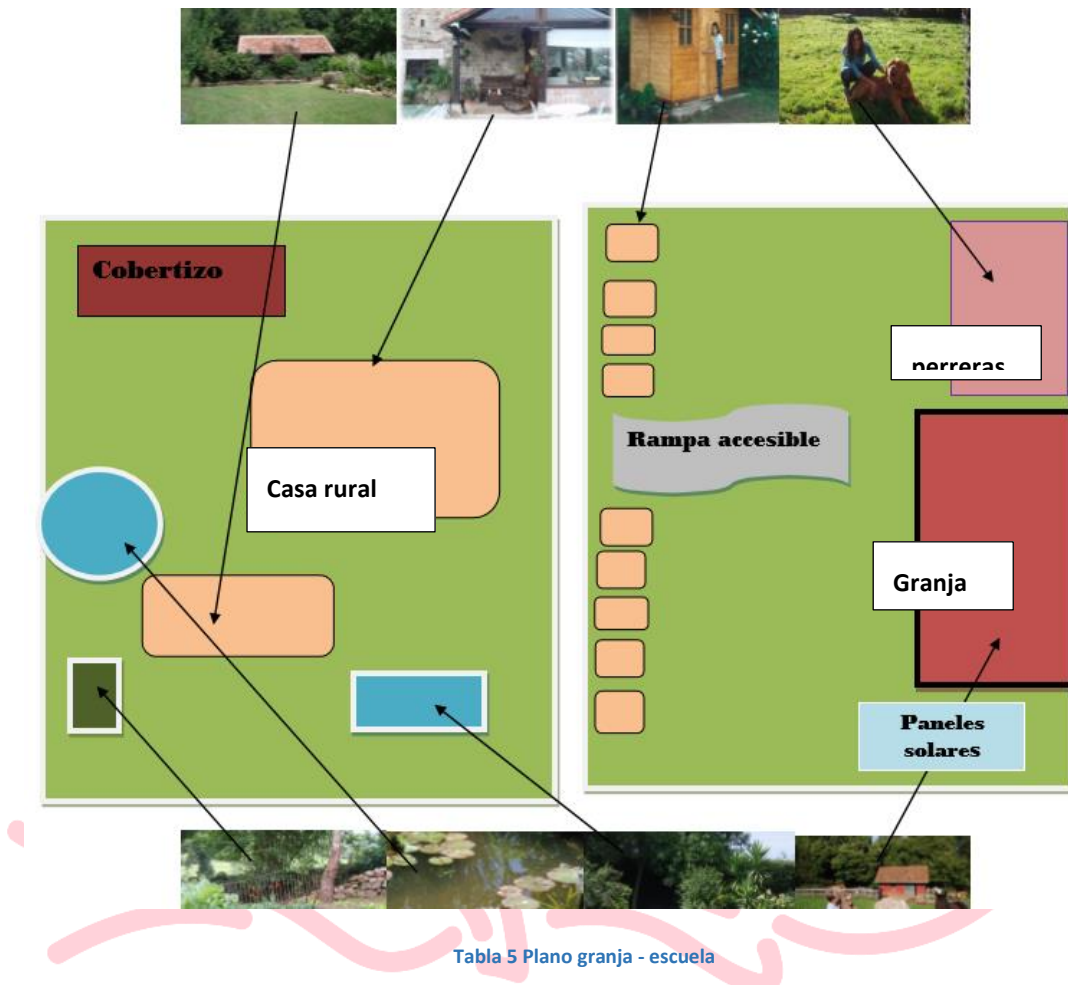 Cobertizo
perreras
Rampa accesible
Casa rural
Granja
Paneles
solares
Tabla 5 Plano granja - escuela